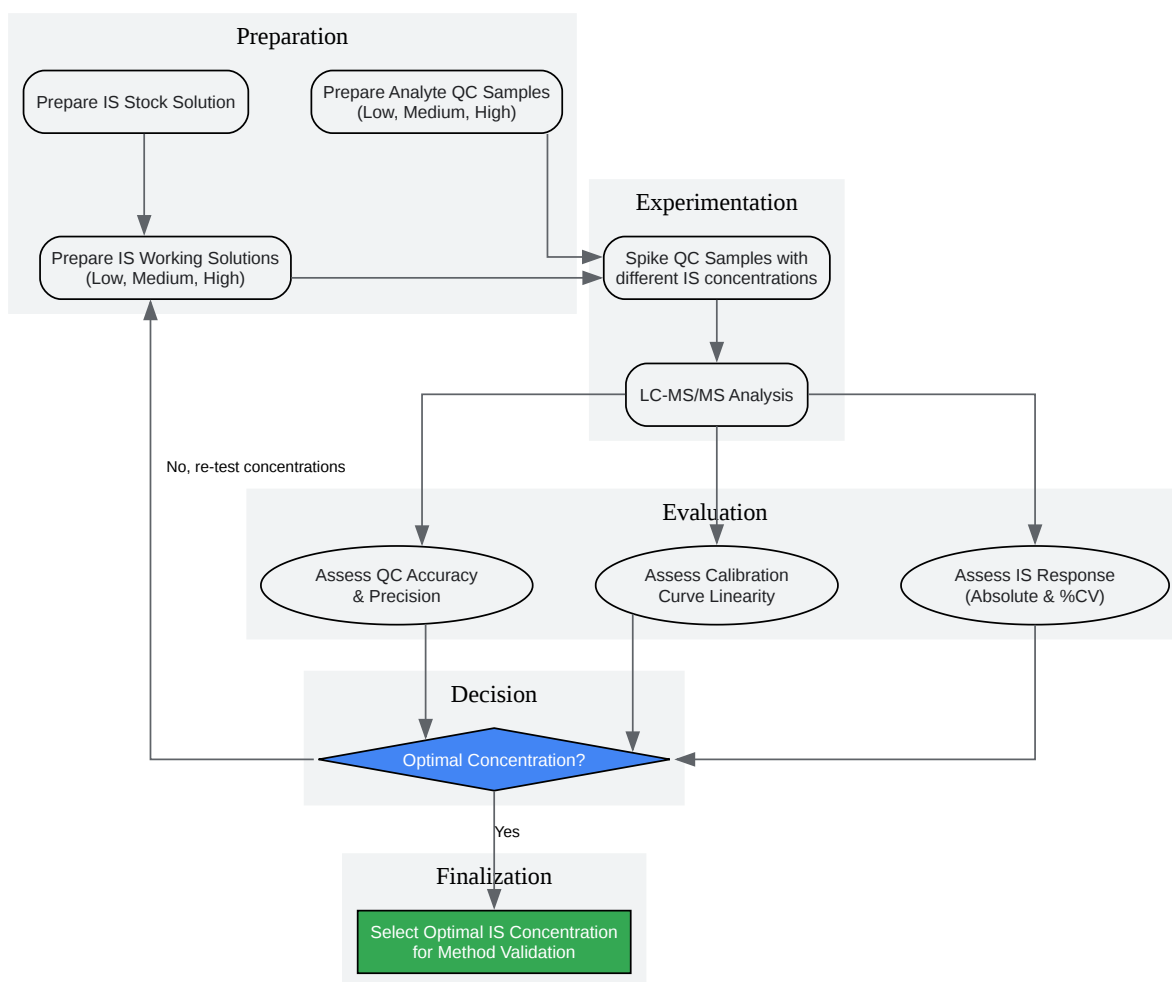 Preparation
Prepare IS Stock Solution
Prepare Analyte QC Samples
(Low, Medium, High)
Experimentation
Prepare IS Working Solutions
(Low, Medium, High)
Spike QC Samples with
different IS concentrations
LC-MS/MS Analysis
No, re-test concentrations
Evaluation
Assess QC Accuracy
& Precision
Assess Calibration
Curve Linearity
Assess IS Response
(Absolute & %CV)
Decision
Optimal Concentration?
Yes
Finalization
Select Optimal IS Concentration
for Method Validation